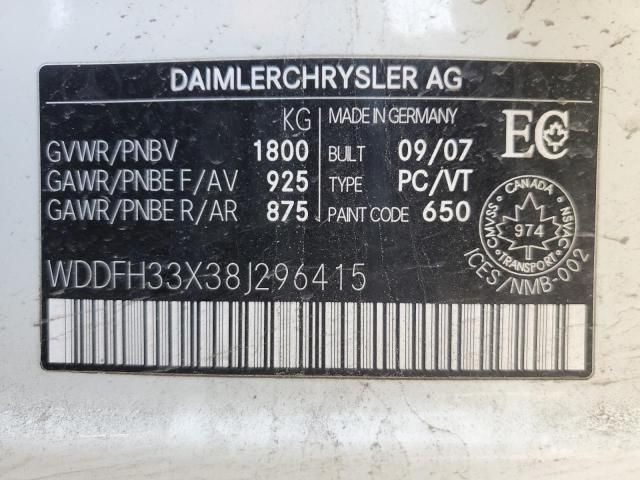 DAIMLERCHRYSLER AG
KG
GVWR/PNBV 1800
GAWR/PNBE F/AV 925
GAWR/PNBE R/AR 875
MADE IN GERMANY
BUILT 09/07
TYPE PC/VT
PAINT CODE 650
EC
CANADA
CMVSS
NSVAC
974
TRANSPORT
ICES/NMB-002
WDDFH33X38J296415